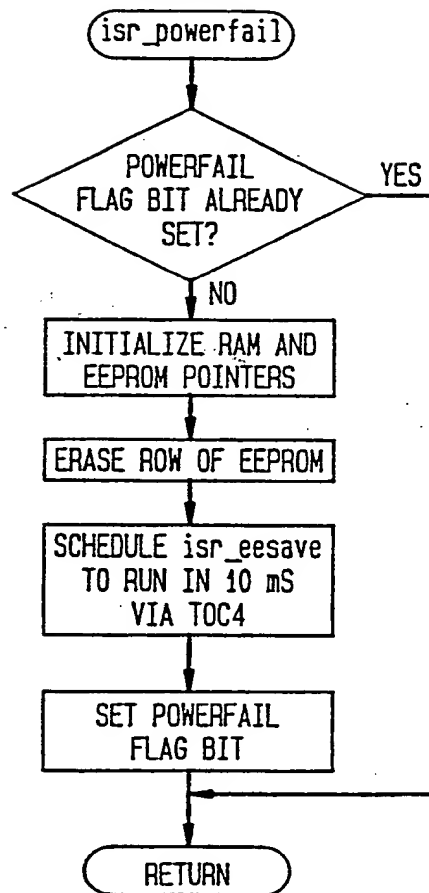 isr_powerfail
POWERFAIL
FLAG BIT ALREADY
SET?
YES
NO
INITIALIZE RAM AND
EEPROM POINTERS
ERASE ROW OF EEPROM
SCHEDULE isr_eesave
TO RUN IN 10 mS
VIA TOC4
SET POWERFAIL
FLAG BIT
RETURN